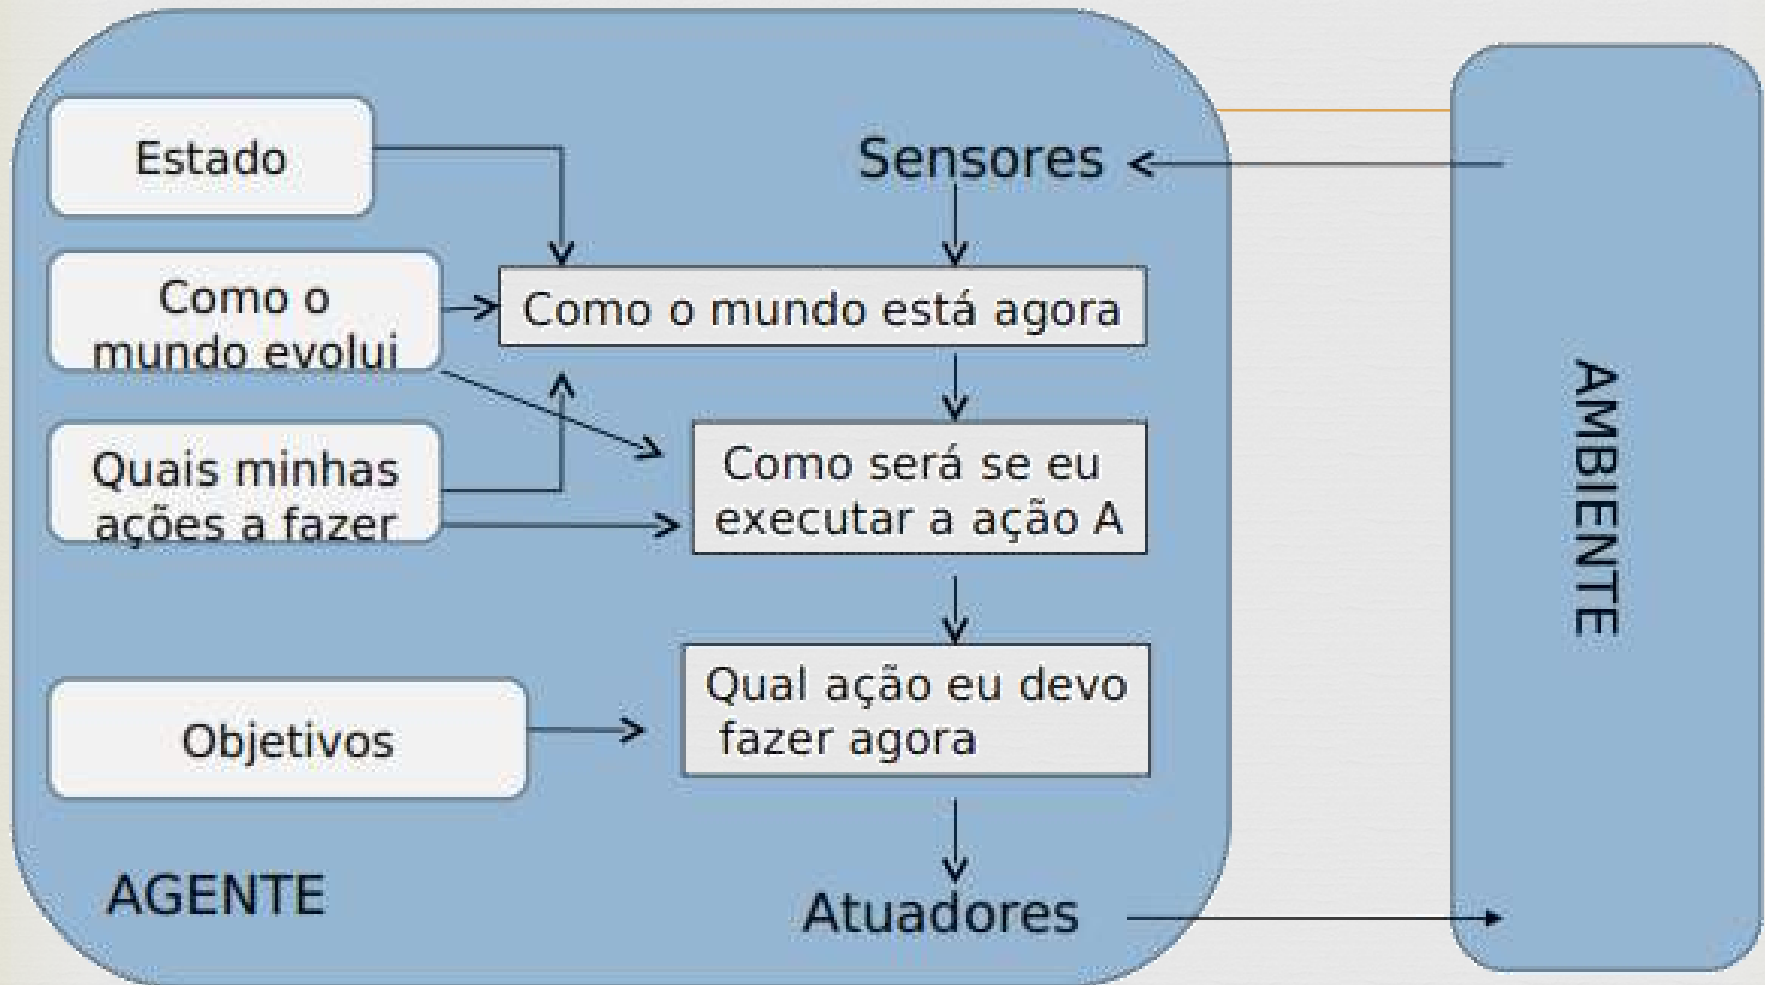 Estado
Sensores
Como o
mundo evolui
Como o mundo está agora
Quais minhas
ações a fazer
Como será se eu
executar a ação A
Objetivos
Qual ação eu devo
fazer agora
AGENTE
Atuadores
AMBIENTE